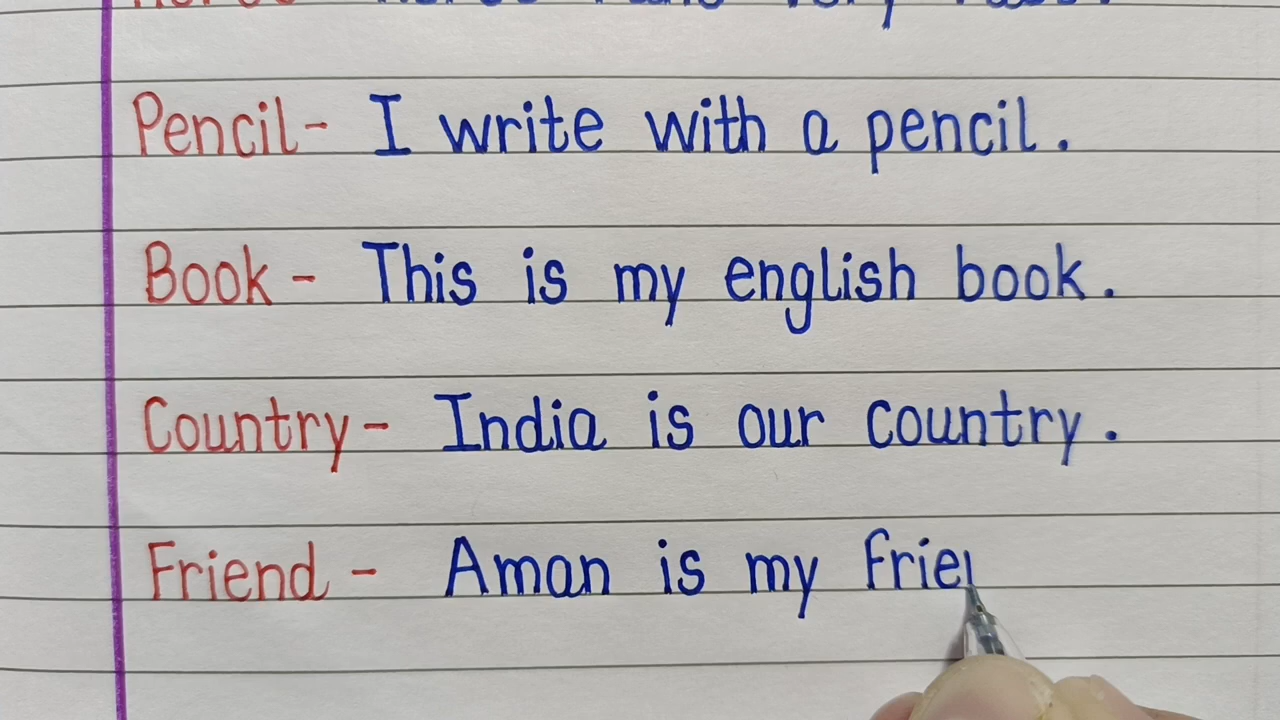 Pencil- I write with a pencil.
Book - This is my english book.
Country- India is our country.
Friend - Aman is my frie